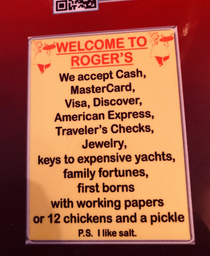 WELCOME TO
ROGER'S
We accept Cash,
MasterCard,
Visa, Discover,
American Express,
Traveler's Checks,
Jewelry,
keys to expensive yachts,
family fortunes,
first borns
with working papers
or 12 chickens and a pickle
P.S. I like salt.